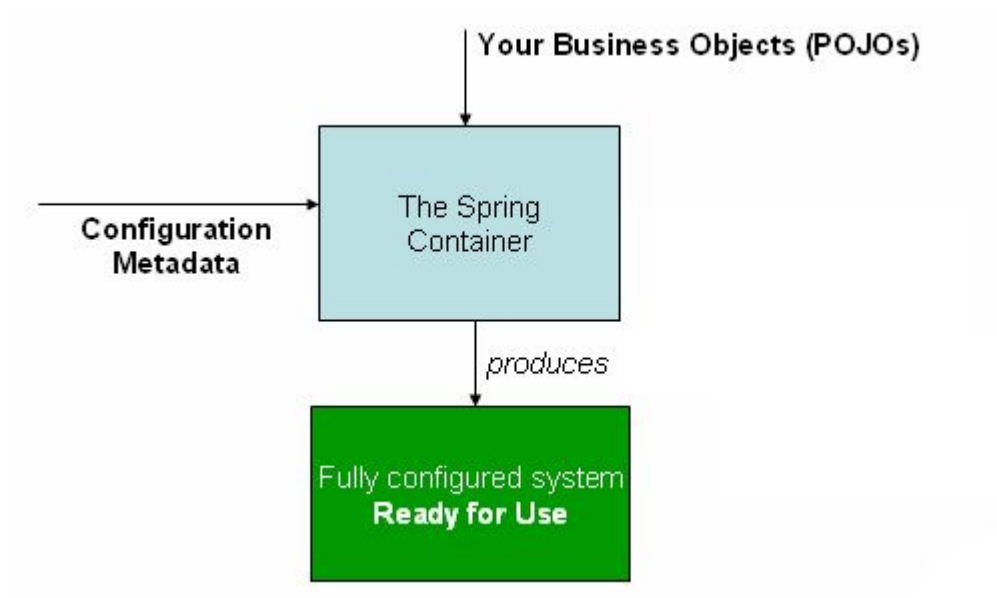 Your Business Objects (POJOs)
The Spring
Container
Configuration
Metadata
produces
Fully configured system
Ready for Use